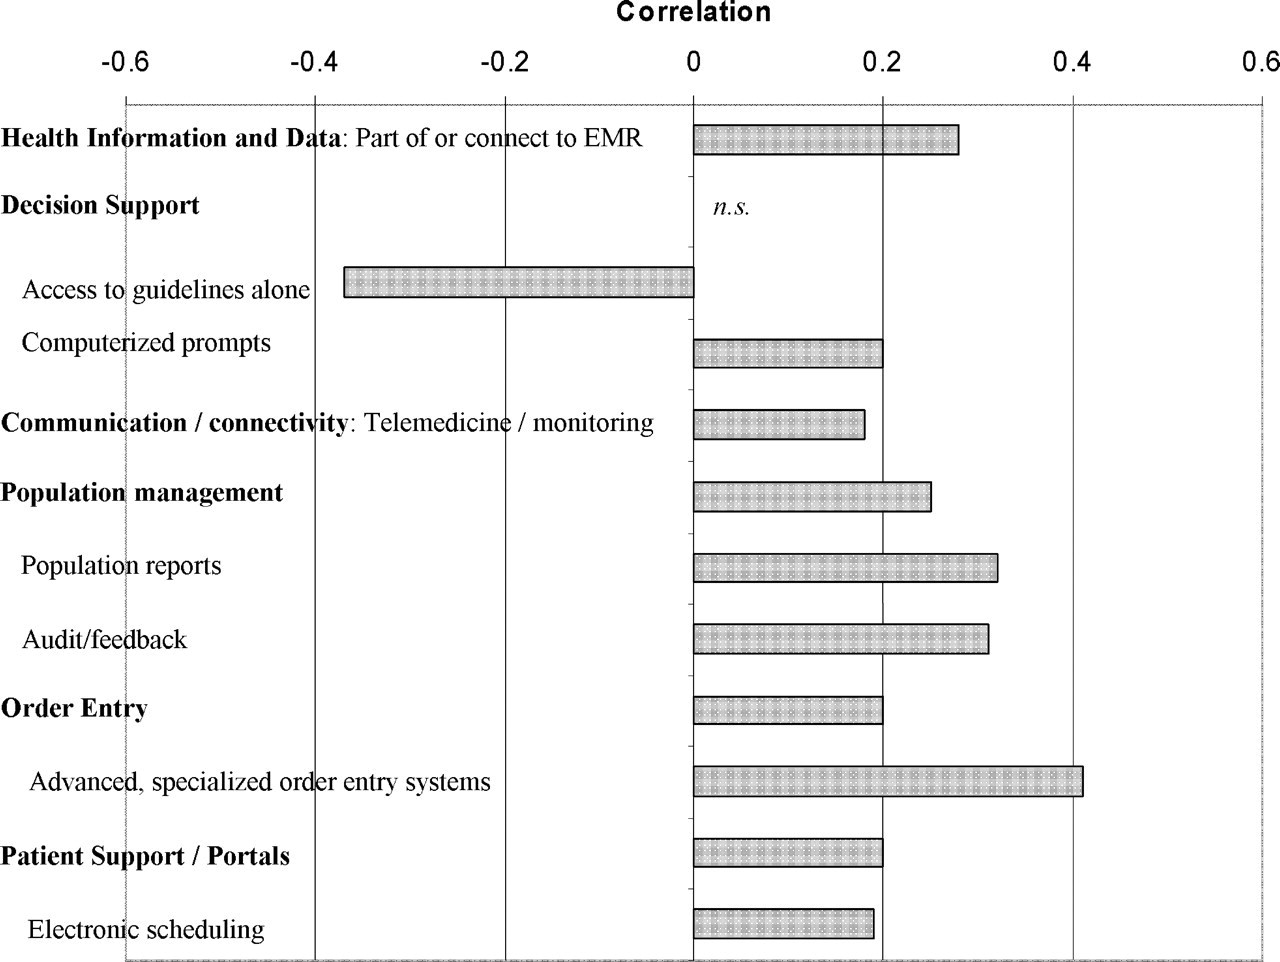 Correlation
-0.6 -0.4 -0.2 0 0.2 0.4 0.6
Health Information and Data: Part of or connect to EMR
Decision Support n.s.
Access to guidelines alone
Computerized prompts
Communication / connectivity: Telemedicine / monitoring
Population management
Population reports
Audit/feedback
Order Entry
Advanced, specialized order entry systems
Patient Support / Portals
Electronic scheduling